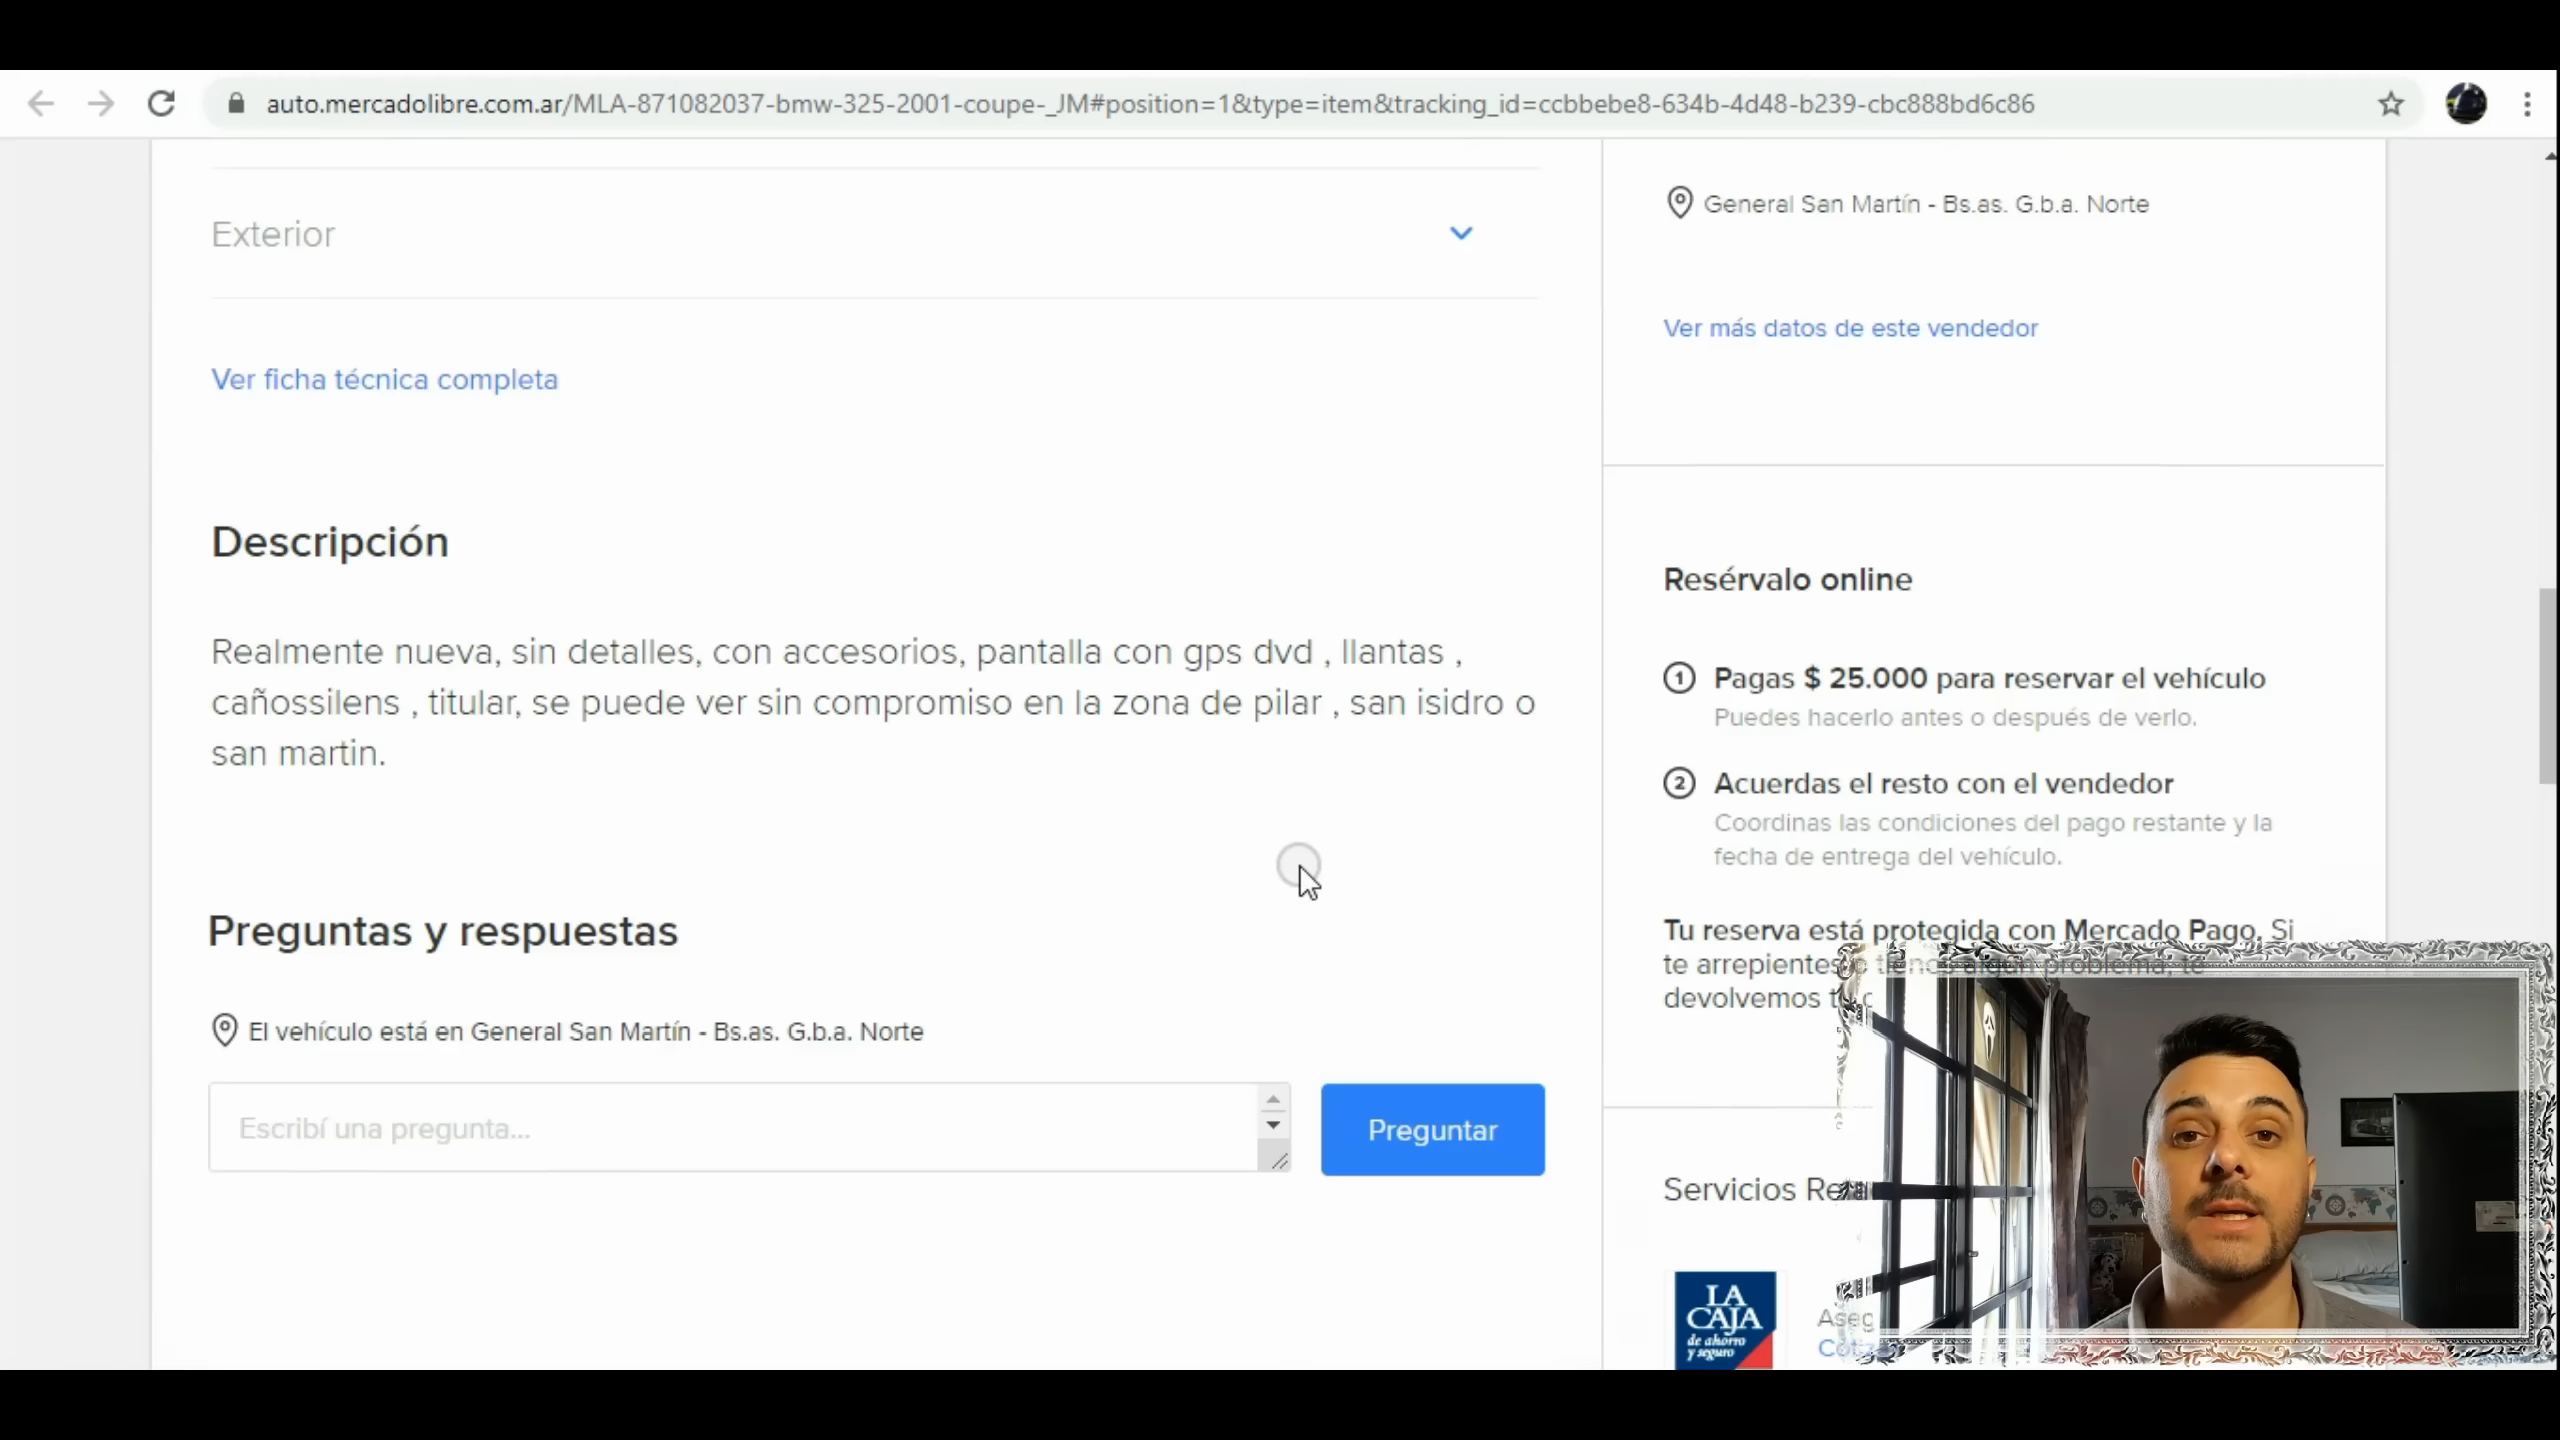 auto.mercadolibre.com.ar/MLA-871082037-bmw-325-2001-coupe-_JM#position=1&type=item&tracking_id=ccbbebe8-634b-4d48-b239-cbc888bd6c86
Exterior
Ver ficha técnica completa
Descripción
Realmente nueva, sin detalles, con accesorios, pantalla con gps dvd , llantas ,
cañossilens , titular, se puede ver sin compromiso en la zona de pilar , san isidro o
san martin.
Preguntas y respuestas
El vehículo está en General San Martín - Bs.as. G.b.a. Norte
Escribí una pregunta...
Preguntar
General San Martín - Bs.as. G.b.a. Norte
Ver más datos de este vendedor
Resérvalo online
1 Pagas $ 25.000 para reservar el vehículo
Puedes hacerlo antes o después de verlo.
2 Acuerdas el resto con el vendedor
Coordinas las condiciones del pago restante y la
fecha de entrega del vehículo.
Tu reserva está protegida con Mercado Pago. Si
te arrepientes o tienes algún problema, te
devolvemos
Servicios
LA
CAJA
de ahorro
y seguro